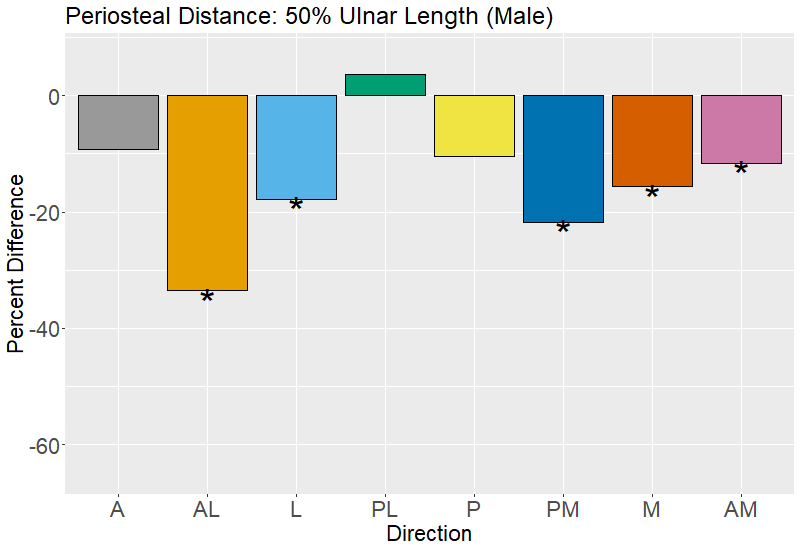 Periosteal Distance: 50% Ulnar Length (Male)
Percent Difference
0
-20
-40
-60
* * * * *
A AL L PL P PM M AM
Direction